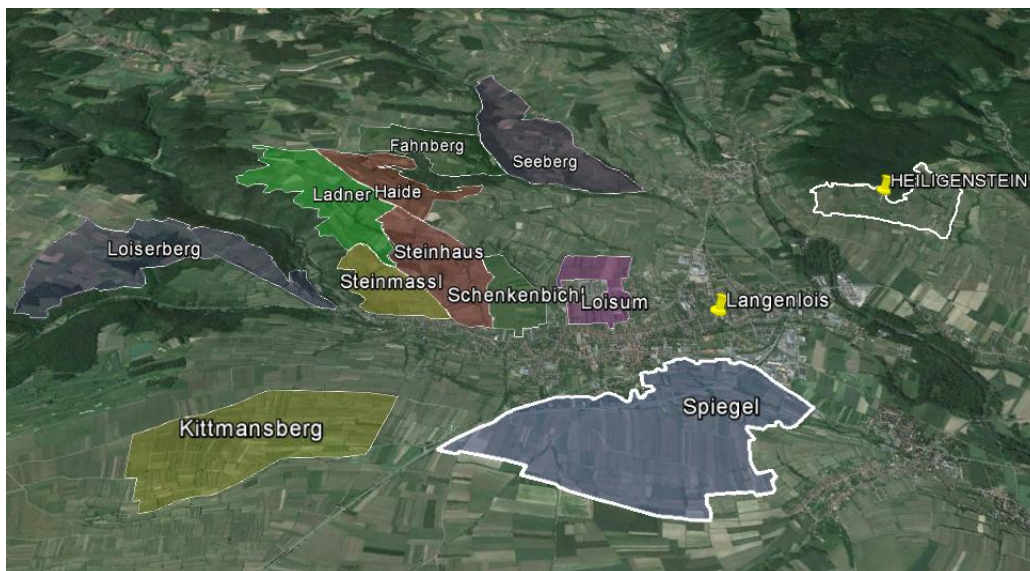 Fahnberg
Seeberg
HEILIGENSTEIN
Ladner
Haide
Loiserberg
Steinhaus
Steinmassl
Schenkenbichl
Loisum
Langenlois
Spiegel
Kittmansberg